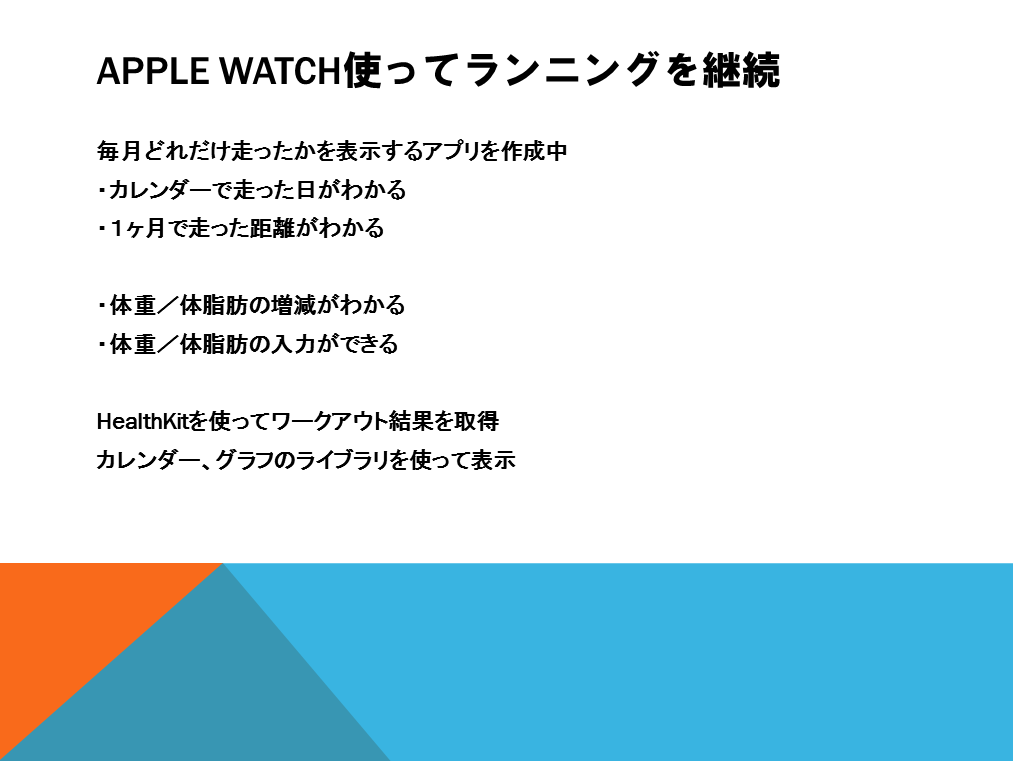 APPLE WATCH使ってランニングを継続
毎月どれだけ走ったかを表示するアプリを作成中
・カレンダーで走った日がわかる
・１ヶ月で走った距離がわかる
・体重／体脂肪の増減がわかる
・体重／体脂肪の入力ができる
HealthKitを使ってワークアウト結果を取得
カレンダー、グラフのライブラリを使って表示